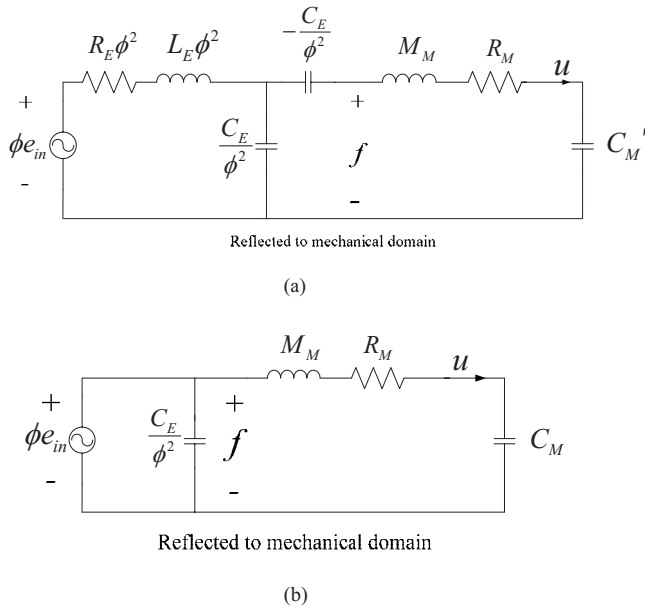 -C_E/φ²
R_Eφ² L_Eφ² M_M R_M u
+ +
φe_in C_E/φ² f C_M'
- -
Reflected to mechanical domain
(a)
M_M R_M u
+ +
φe_in C_E/φ² f C_M
- -
Reflected to mechanical domain
(b)